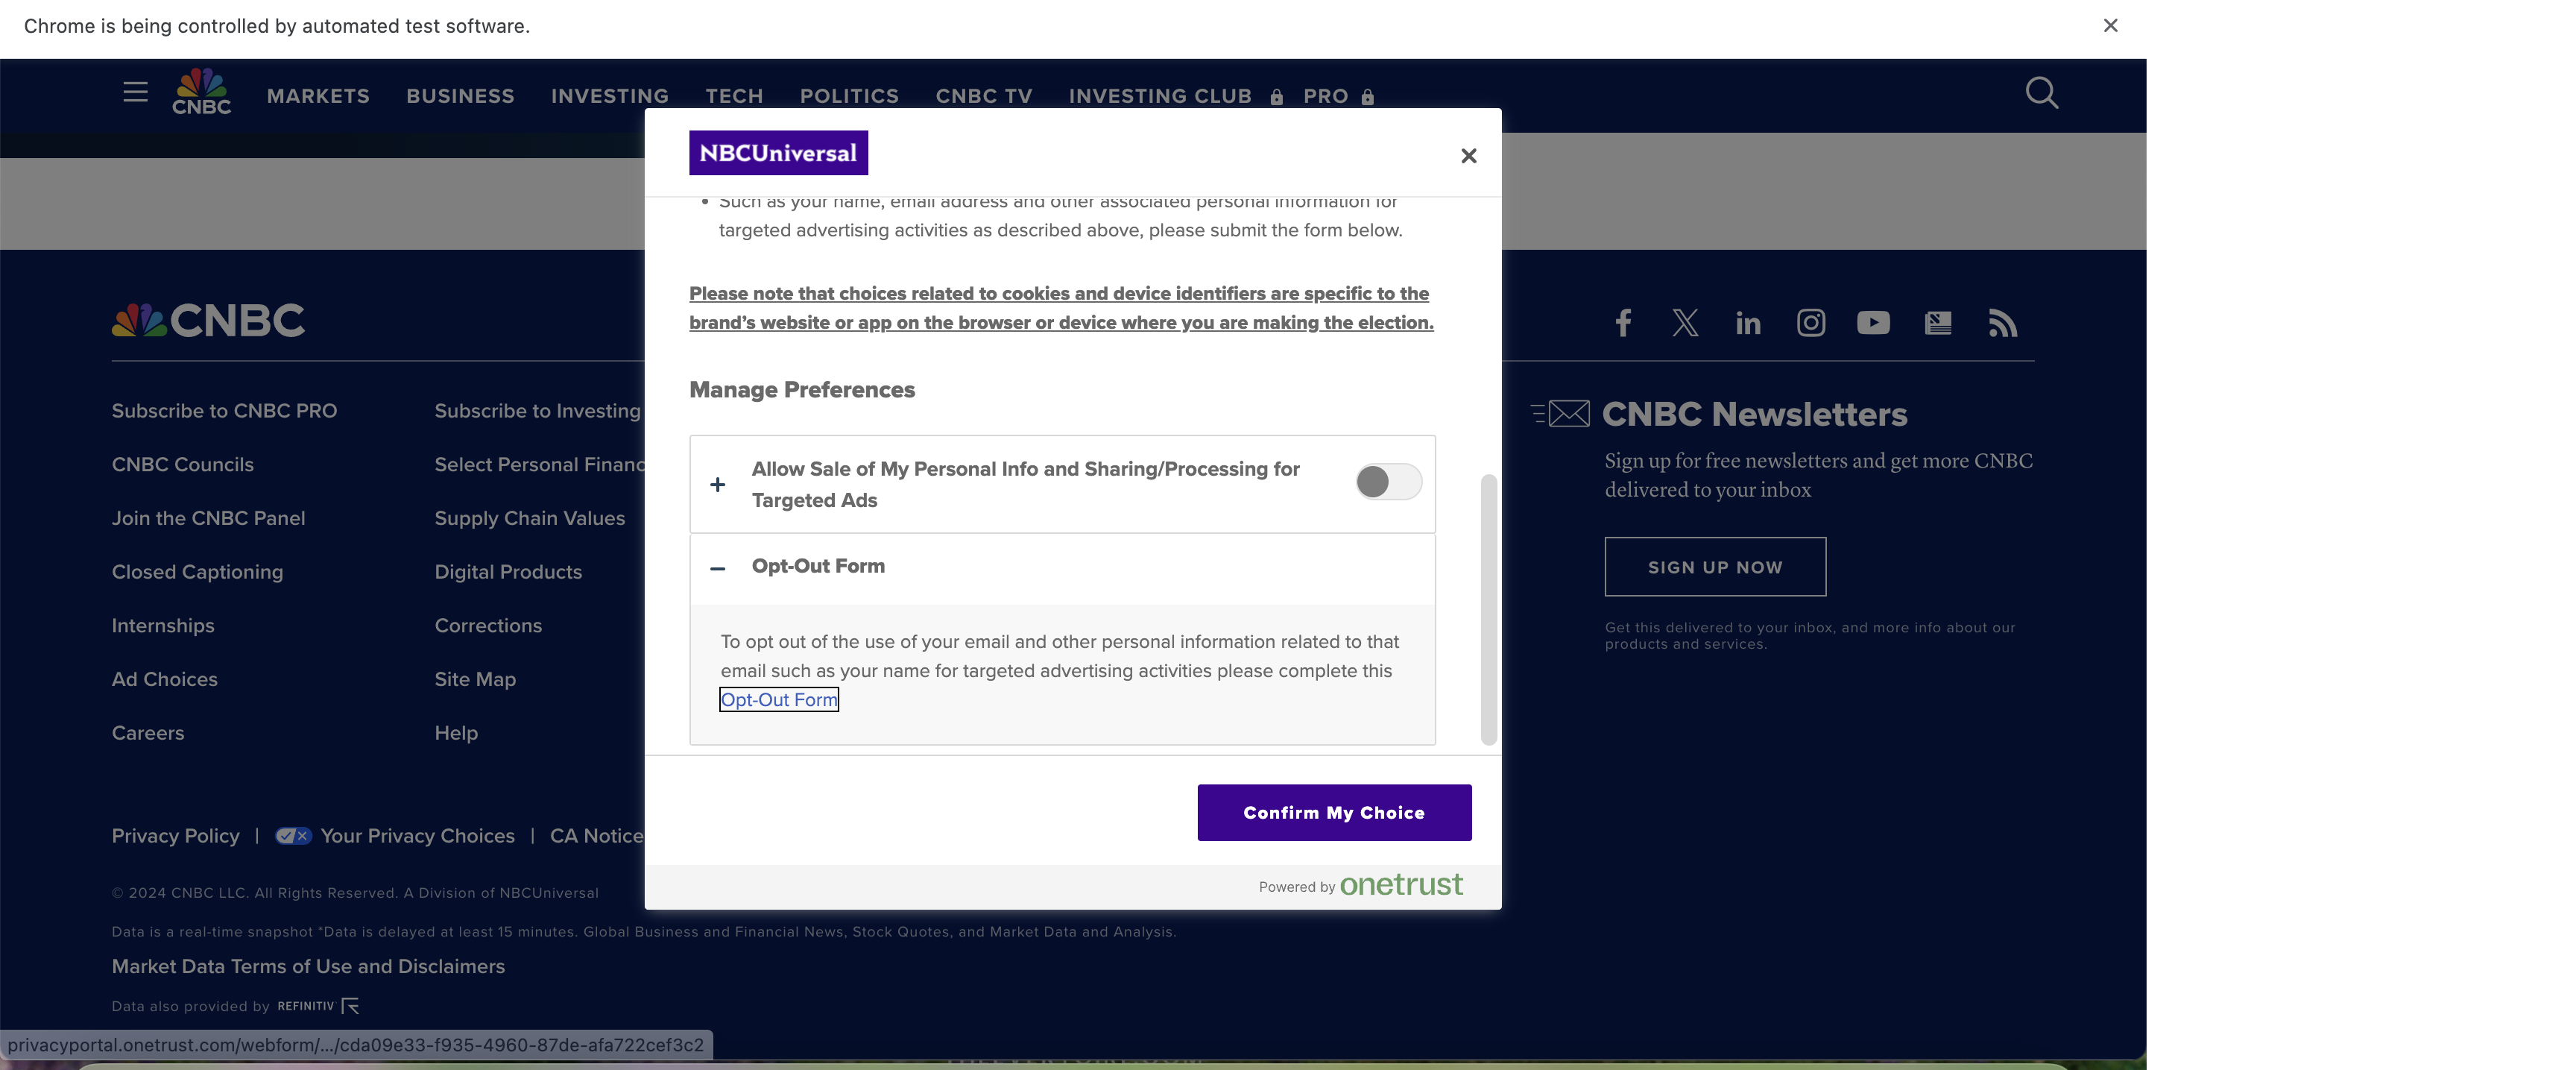 Chrome is being controlled by automated test software.
CNBC
MARKETS BUSINESS INVESTING TECH POLITICS CNBC TV INVESTING CLUB PRO
NBCUniversal
• Such as your name, email address and other associated personal information for
targeted advertising activities as described above, please submit the form below.
Please note that choices related to cookies and device identifiers are specific to the
brand’s website or app on the browser or device where you are making the election.
Manage Preferences
Allow Sale of My Personal Info and Sharing/Processing for
Targeted Ads
Opt-Out Form
To opt out of the use of your email and other personal information related to that
email such as your name for targeted advertising activities please complete this
Opt-Out Form
Confirm My Choice
Powered by onetrust
CNBC
Subscribe to CNBC PRO
Subscribe to Investing
CNBC Councils
Select Personal Financ
Join the CNBC Panel
Supply Chain Values
Closed Captioning
Digital Products
Internships
Corrections
Ad Choices
Site Map
Careers
Help
CNBC Newsletters
Sign up for free newsletters and get more CNBC
delivered to your inbox
SIGN UP NOW
Get this delivered to your inbox, and more info about our
products and services.
Privacy Policy | Your Privacy Choices | CA Notice
© 2024 CNBC LLC. All Rights Reserved. A Division of NBCUniversal
Data is a real-time snapshot *Data is delayed at least 15 minutes. Global Business and Financial News, Stock Quotes, and Market Data and Analysis.
Market Data Terms of Use and Disclaimers
Data also provided by REFINITIV
privacyportal.onetrust.com/webform/.../cda09e33-f935-4960-87de-afa722cef3c2